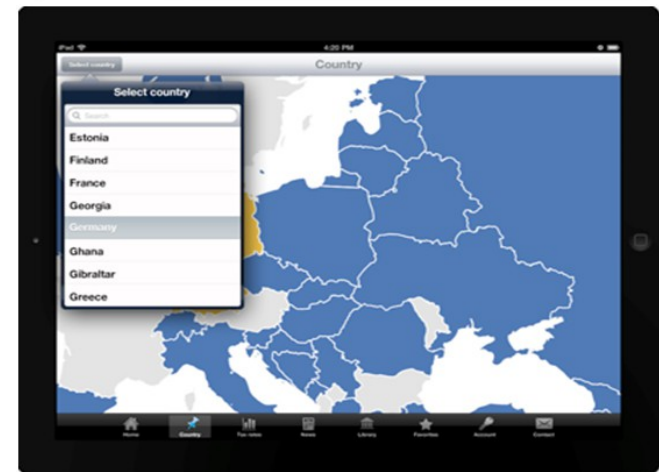 iPad
4:20 PM
Select country
Country
Select country
Search
Estonia
Finland
France
Georgia
Germany
Ghana
Gibraltar
Greece
Home
Country
Tax rates
News
Library
Favorites
Account
Contact